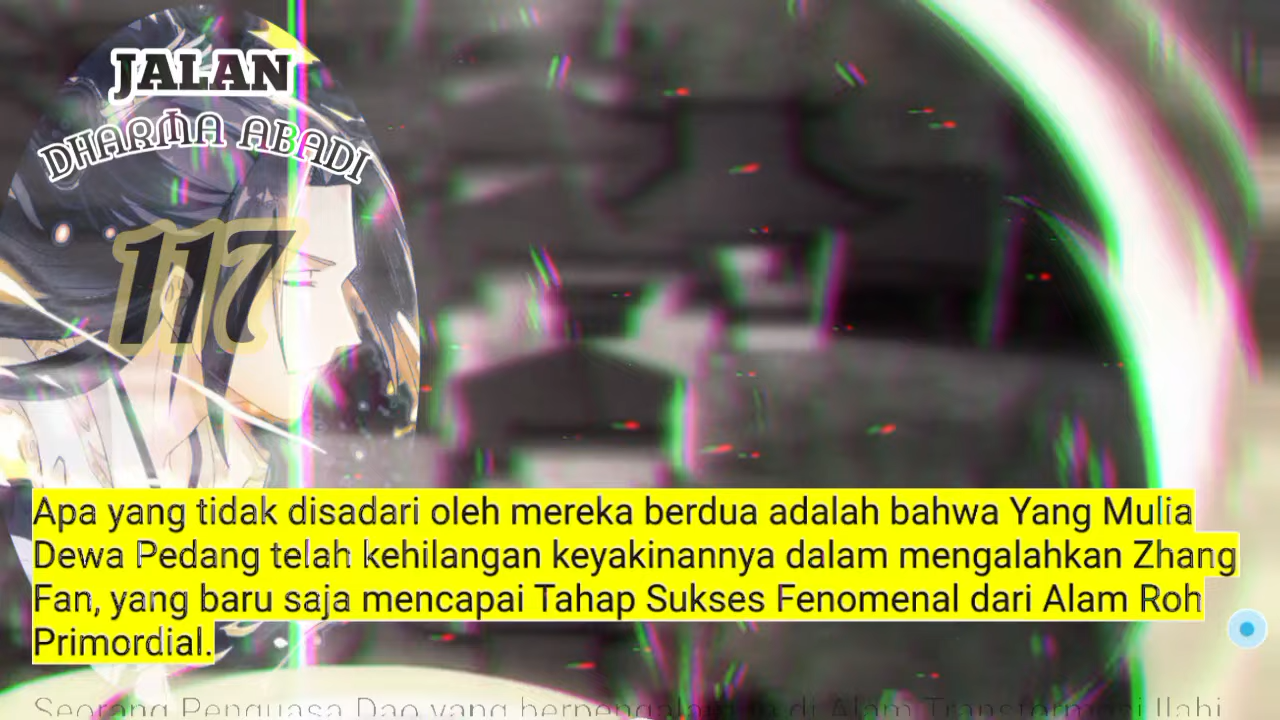 JALAN
DHARMA ABADI
117
Apa yang tidak disadari oleh mereka berdua adalah bahwa Yang Mulia
Dewa Pedang telah kehilangan keyakinannya dalam mengalahkan Zhang
Fan, yang baru saja mencapai Tahap Sukses Fenomenal dari Alam Roh
Primordial.
Seorang Penguasa Dao yang berpengalaman di Alam Transformasi Ilahi